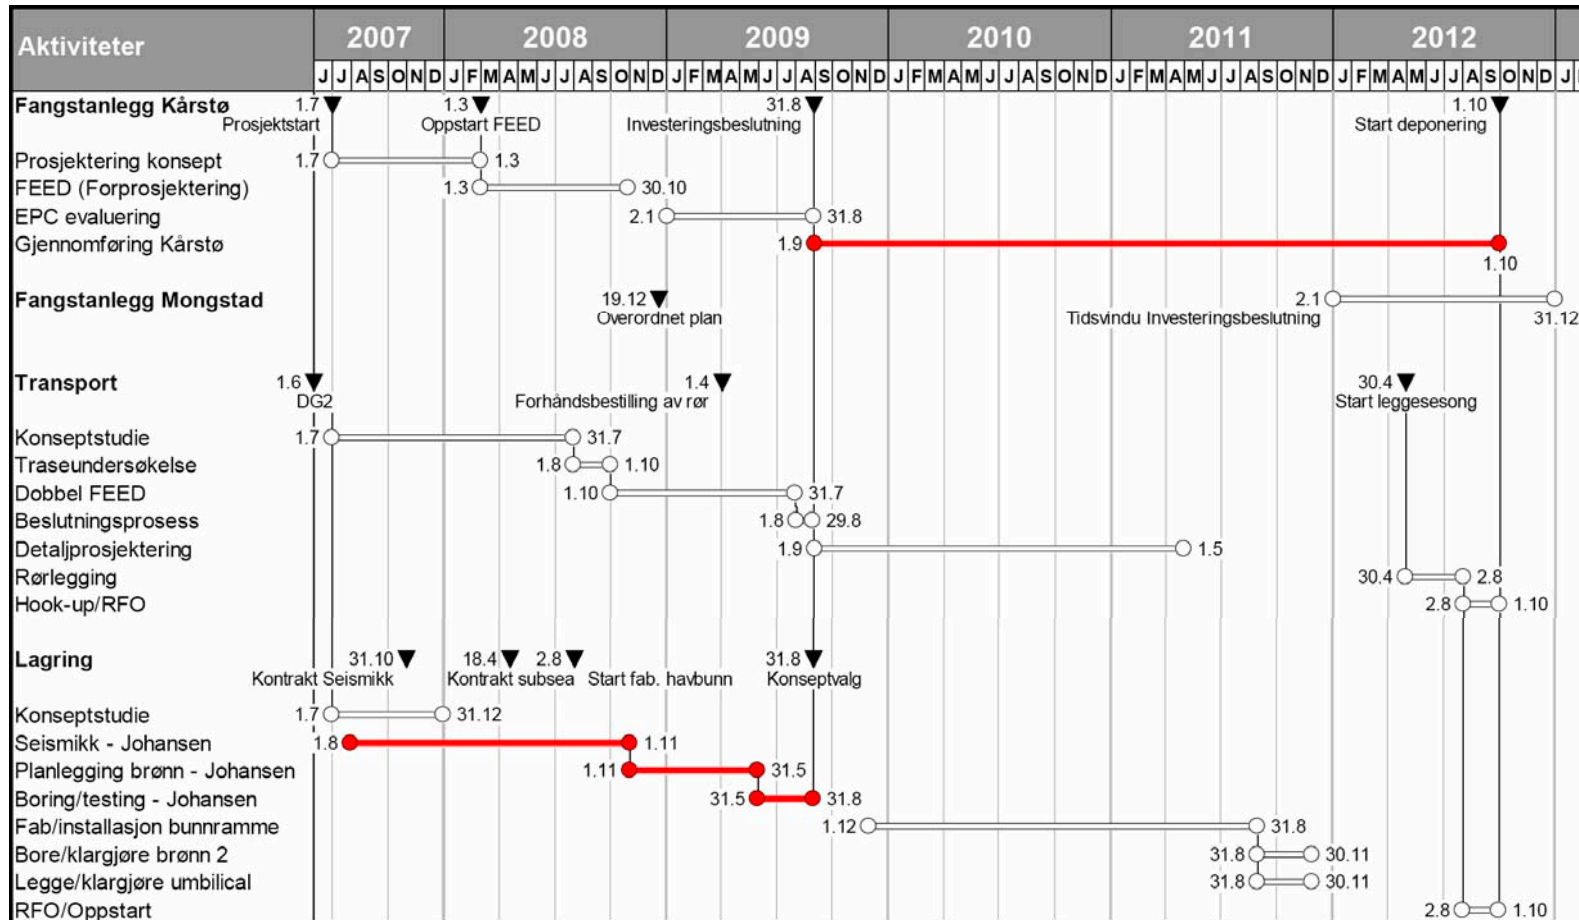 Aktiviteter 2007 2008 2009 2010 2011 2012
J J A S O N D J F M A M J J A S O N D J F M A M J J A S O N D J F M A M J J A S O N D J F M A M J J A S O N D J F M A M J J A S O N D J
Fangstanlegg Kårstø 1.7 1.3 31.8 1.10
Prosjektstart Oppstart FEED Investeringsbeslutning Start deponering
Prosjektering konsept 1.7 1.3
FEED (Forprosjektering) 1.3 30.10
EPC evaluering 2.1 31.8
Gjennomføring Kårstø 1.9
1.10
Fangstanlegg Mongstad 19.12 2.1
Overordnet plan Tidsvindu Investeringsbeslutning 31.12
Transport 1.6 1.4 30.4
DG2 Forhåndsbestilling av rør Start leggesesong
Konseptstudie 1.7 31.7
Traseundersøkelse 1.8 1.10
Dobbel FEED 1.10 31.7
Beslutningsprosess 1.8 29.8
Detaljprosjektering 1.9 1.5
Rørlegging 30.4 2.8
Hook-up/RFO 2.8 1.10
Lagring 31.10 18.4 2.8 31.8
Kontrakt Seismikk Kontrakt subsea Start fab. havbunn Konseptvalg
Konseptstudie 1.7 31.12
Seismikk - Johansen 1.8 1.11
Planlegging brønn - Johansen 1.11 31.5
Boring/testing - Johansen 31.5 31.8
Fab/installasjon bunnramme 1.12 31.8
Bore/klargjøre brønn 2 31.8 30.11
Legge/klargjøre umbilical 31.8 30.11
RFO/Oppstart 2.8 1.10